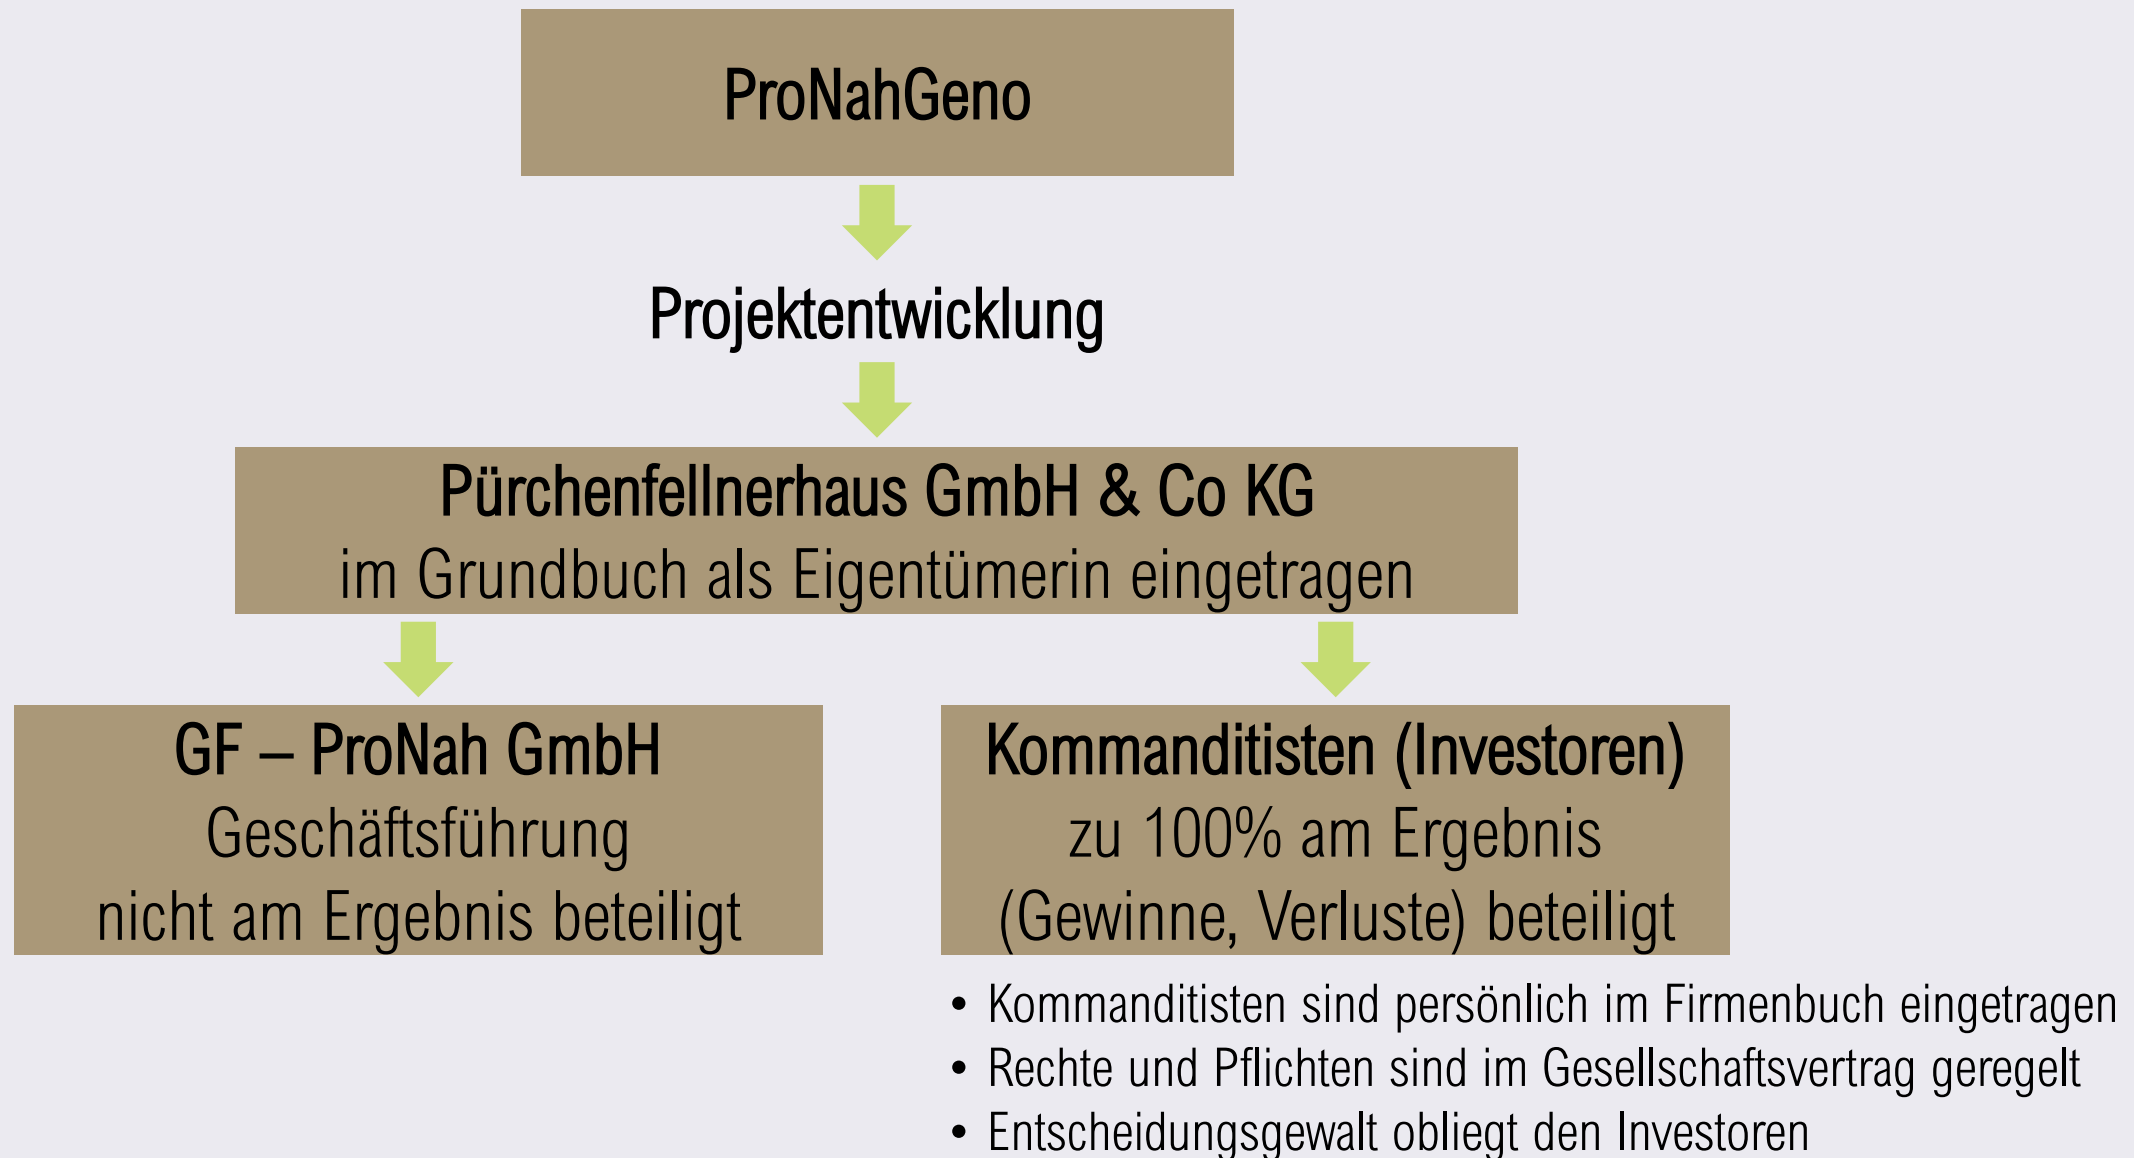 ProNahGeno
Projektentwicklung
Pürchenfellnerhaus GmbH & Co KG
im Grundbuch als Eigentümerin eingetragen
GF – ProNah GmbH
Geschäftsführung
nicht am Ergebnis beteiligt
Kommanditisten (Investoren)
zu 100% am Ergebnis
(Gewinne, Verluste) beteiligt
• Kommanditisten sind persönlich im Firmenbuch eingetragen
• Rechte und Pflichten sind im Gesellschaftsvertrag geregelt
• Entscheidungsgewalt obliegt den Investoren